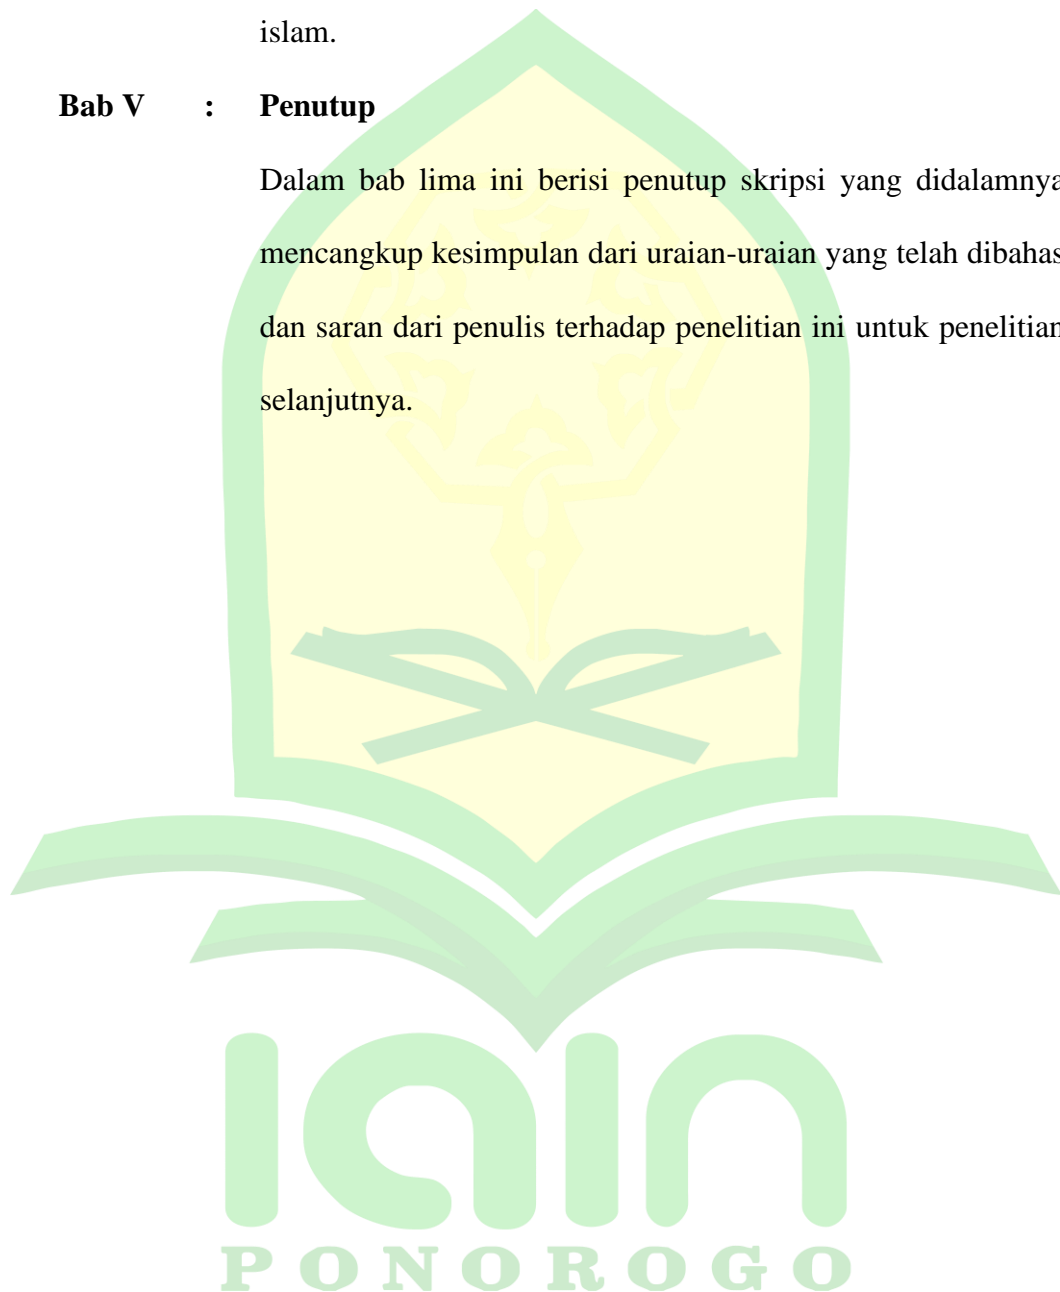 islam.
Bab V : Penutup
Dalam bab lima ini berisi penutup skripsi yang didalamnya
mencangkup kesimpulan dari uraian-uraian yang telah dibahas
dan saran dari penulis terhadap penelitian ini untuk penelitian
selanjutnya.
iain
PONOROGO